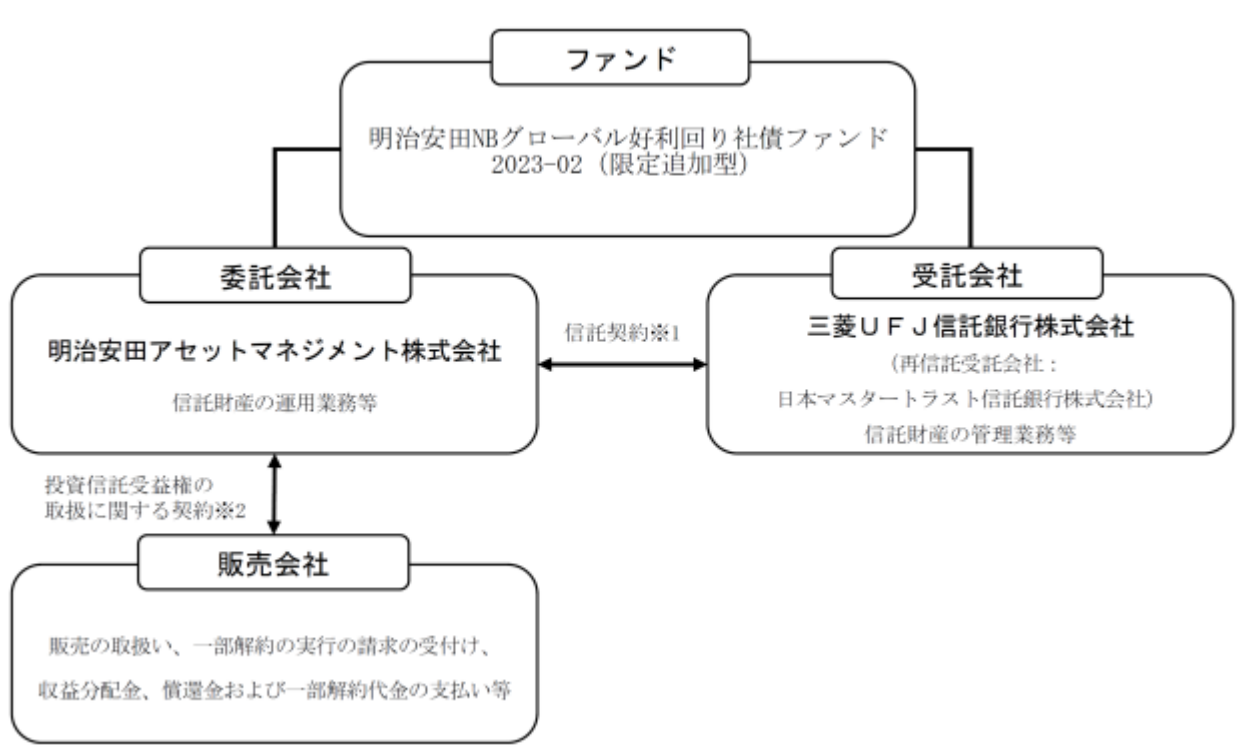 ファンド
明治安田NBグローバル好利回り社債ファンド
2023-02（限定追加型）
委託会社
明治安田アセットマネジメント株式会社
信託財産の運用業務等
信託契約※1
受託会社
三菱ＵＦＪ信託銀行株式会社
（再信託受託会社：
日本マスタートラスト信託銀行株式会社）
信託財産の管理業務等
投資信託受益権の
取扱に関する契約※2
販売会社
販売の取扱い、一部解約の実行の請求の受付け、
収益分配金、償還金および一部解約代金の支払い等